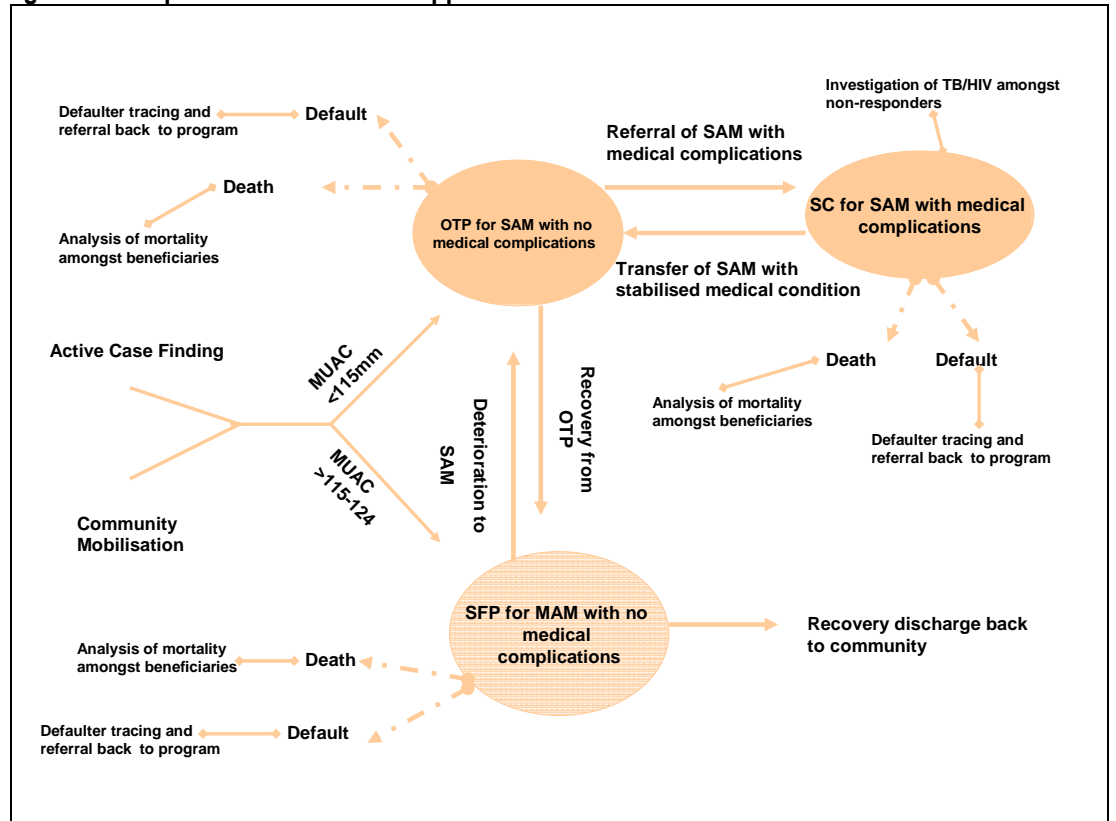 Investigation of TB/HIV amongst
non-responders
Defaulter tracing and
referral back to program
Default
Referral of SAM with
medical complications
Death
Analysis of mortality
amongst beneficiaries
OTP for SAM with no
medical complications
SC for SAM with medical
complications
Transfer of SAM with
stabilised medical condition
Active Case Finding
MUAC
<115mm
MUAC
>115-124
Community
Mobilisation
Deterioration to
SAM
Recovery from
OTP
Death
Default
Analysis of mortality
amongst beneficiaries
Defaulter tracing and
referral back to program
SFP for MAM with no
medical
complications
Recovery discharge back
to community
Analysis of mortality
amongst beneficiaries
Death
Defaulter tracing and
referral back to program
Default